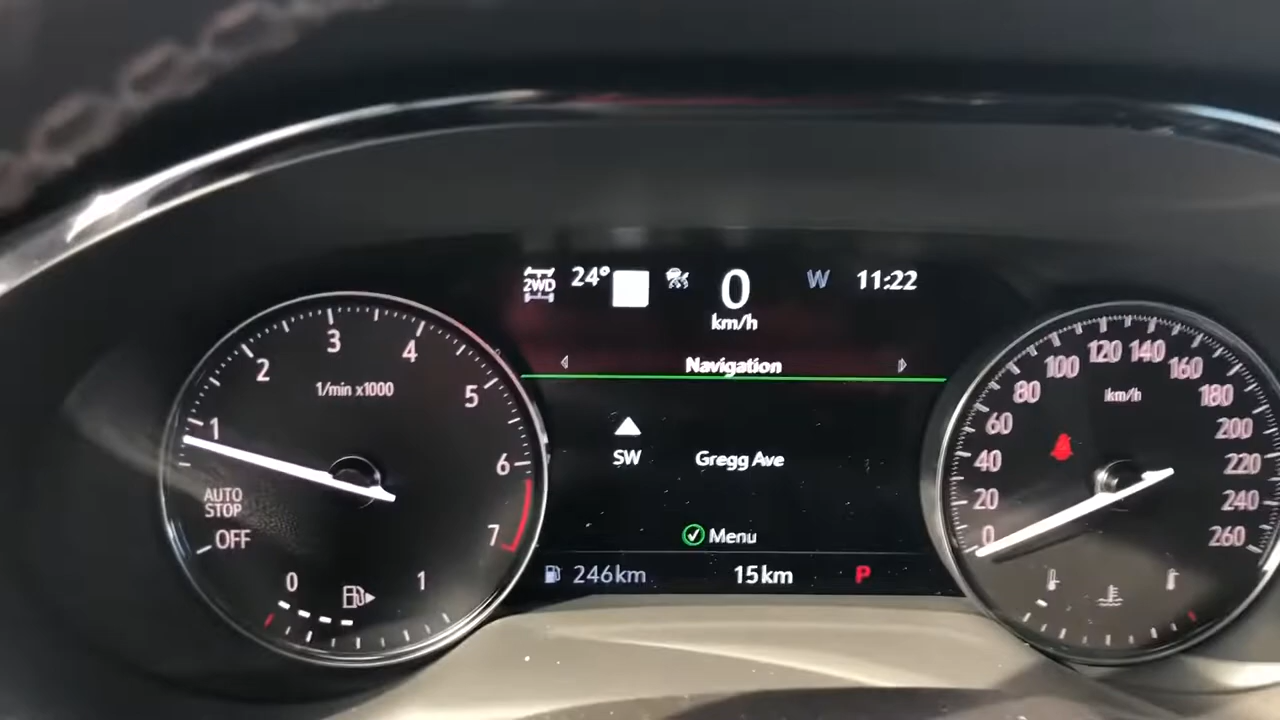 2WD 24° 0 W 11:22
km/h
Navigation
SW Gregg Ave
Menu
246km 15km P
1 2 3 4 5 6 7
1/min x1000
AUTO
STOP
OFF
0 1
0 20 40 60 80 100 120 140 160 180 200 220 240 260
km/h